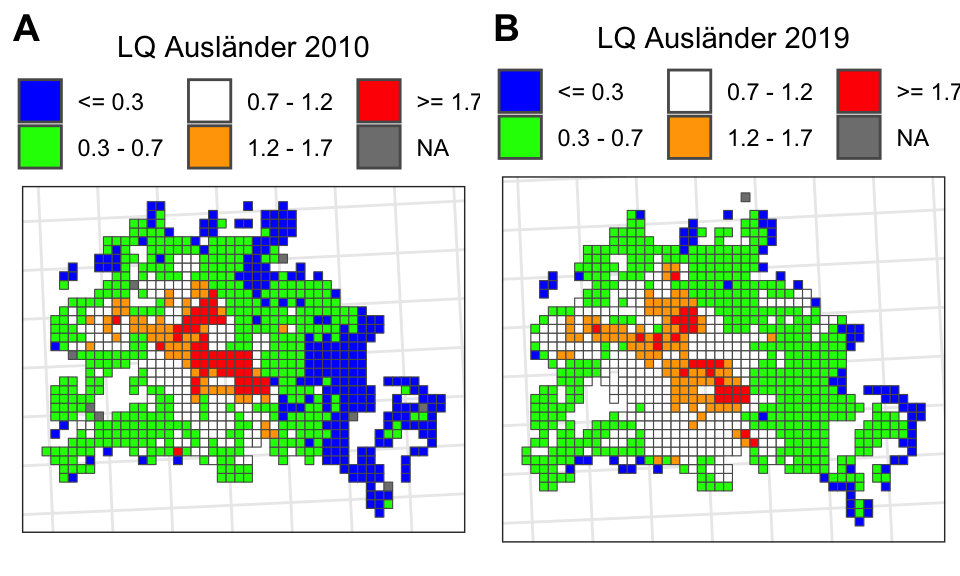 A
LQ Ausländer 2010
<= 0.3
0.7 - 1.2
>= 1.7
0.3 - 0.7
1.2 - 1.7
NA
B
LQ Ausländer 2019
<= 0.3
0.7 - 1.2
>= 1.7
0.3 - 0.7
1.2 - 1.7
NA